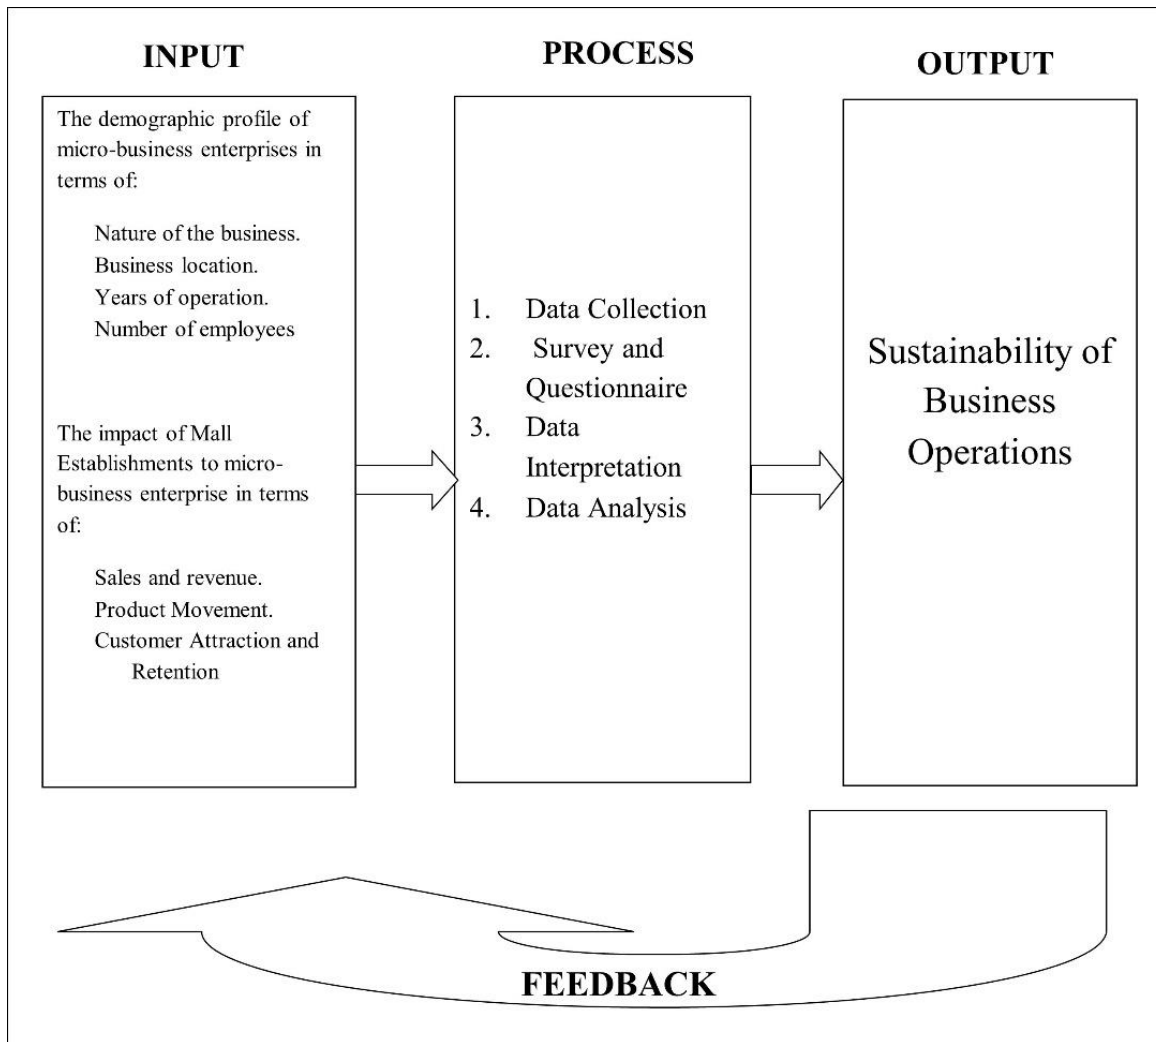 INPUT
The demographic profile of
micro-business enterprises in
terms of:
Nature of the business.
Business location.
Years of operation.
Number of employees
The impact of Mall
Establishments to micro-
business enterprise in terms
of:
Sales and revenue.
Product Movement.
Customer Attraction and
Retention
PROCESS
1. Data Collection
2. Survey and
Questionnaire
3. Data
Interpretation
4. Data Analysis
OUTPUT
Sustainability of
Business
Operations
FEEDBACK